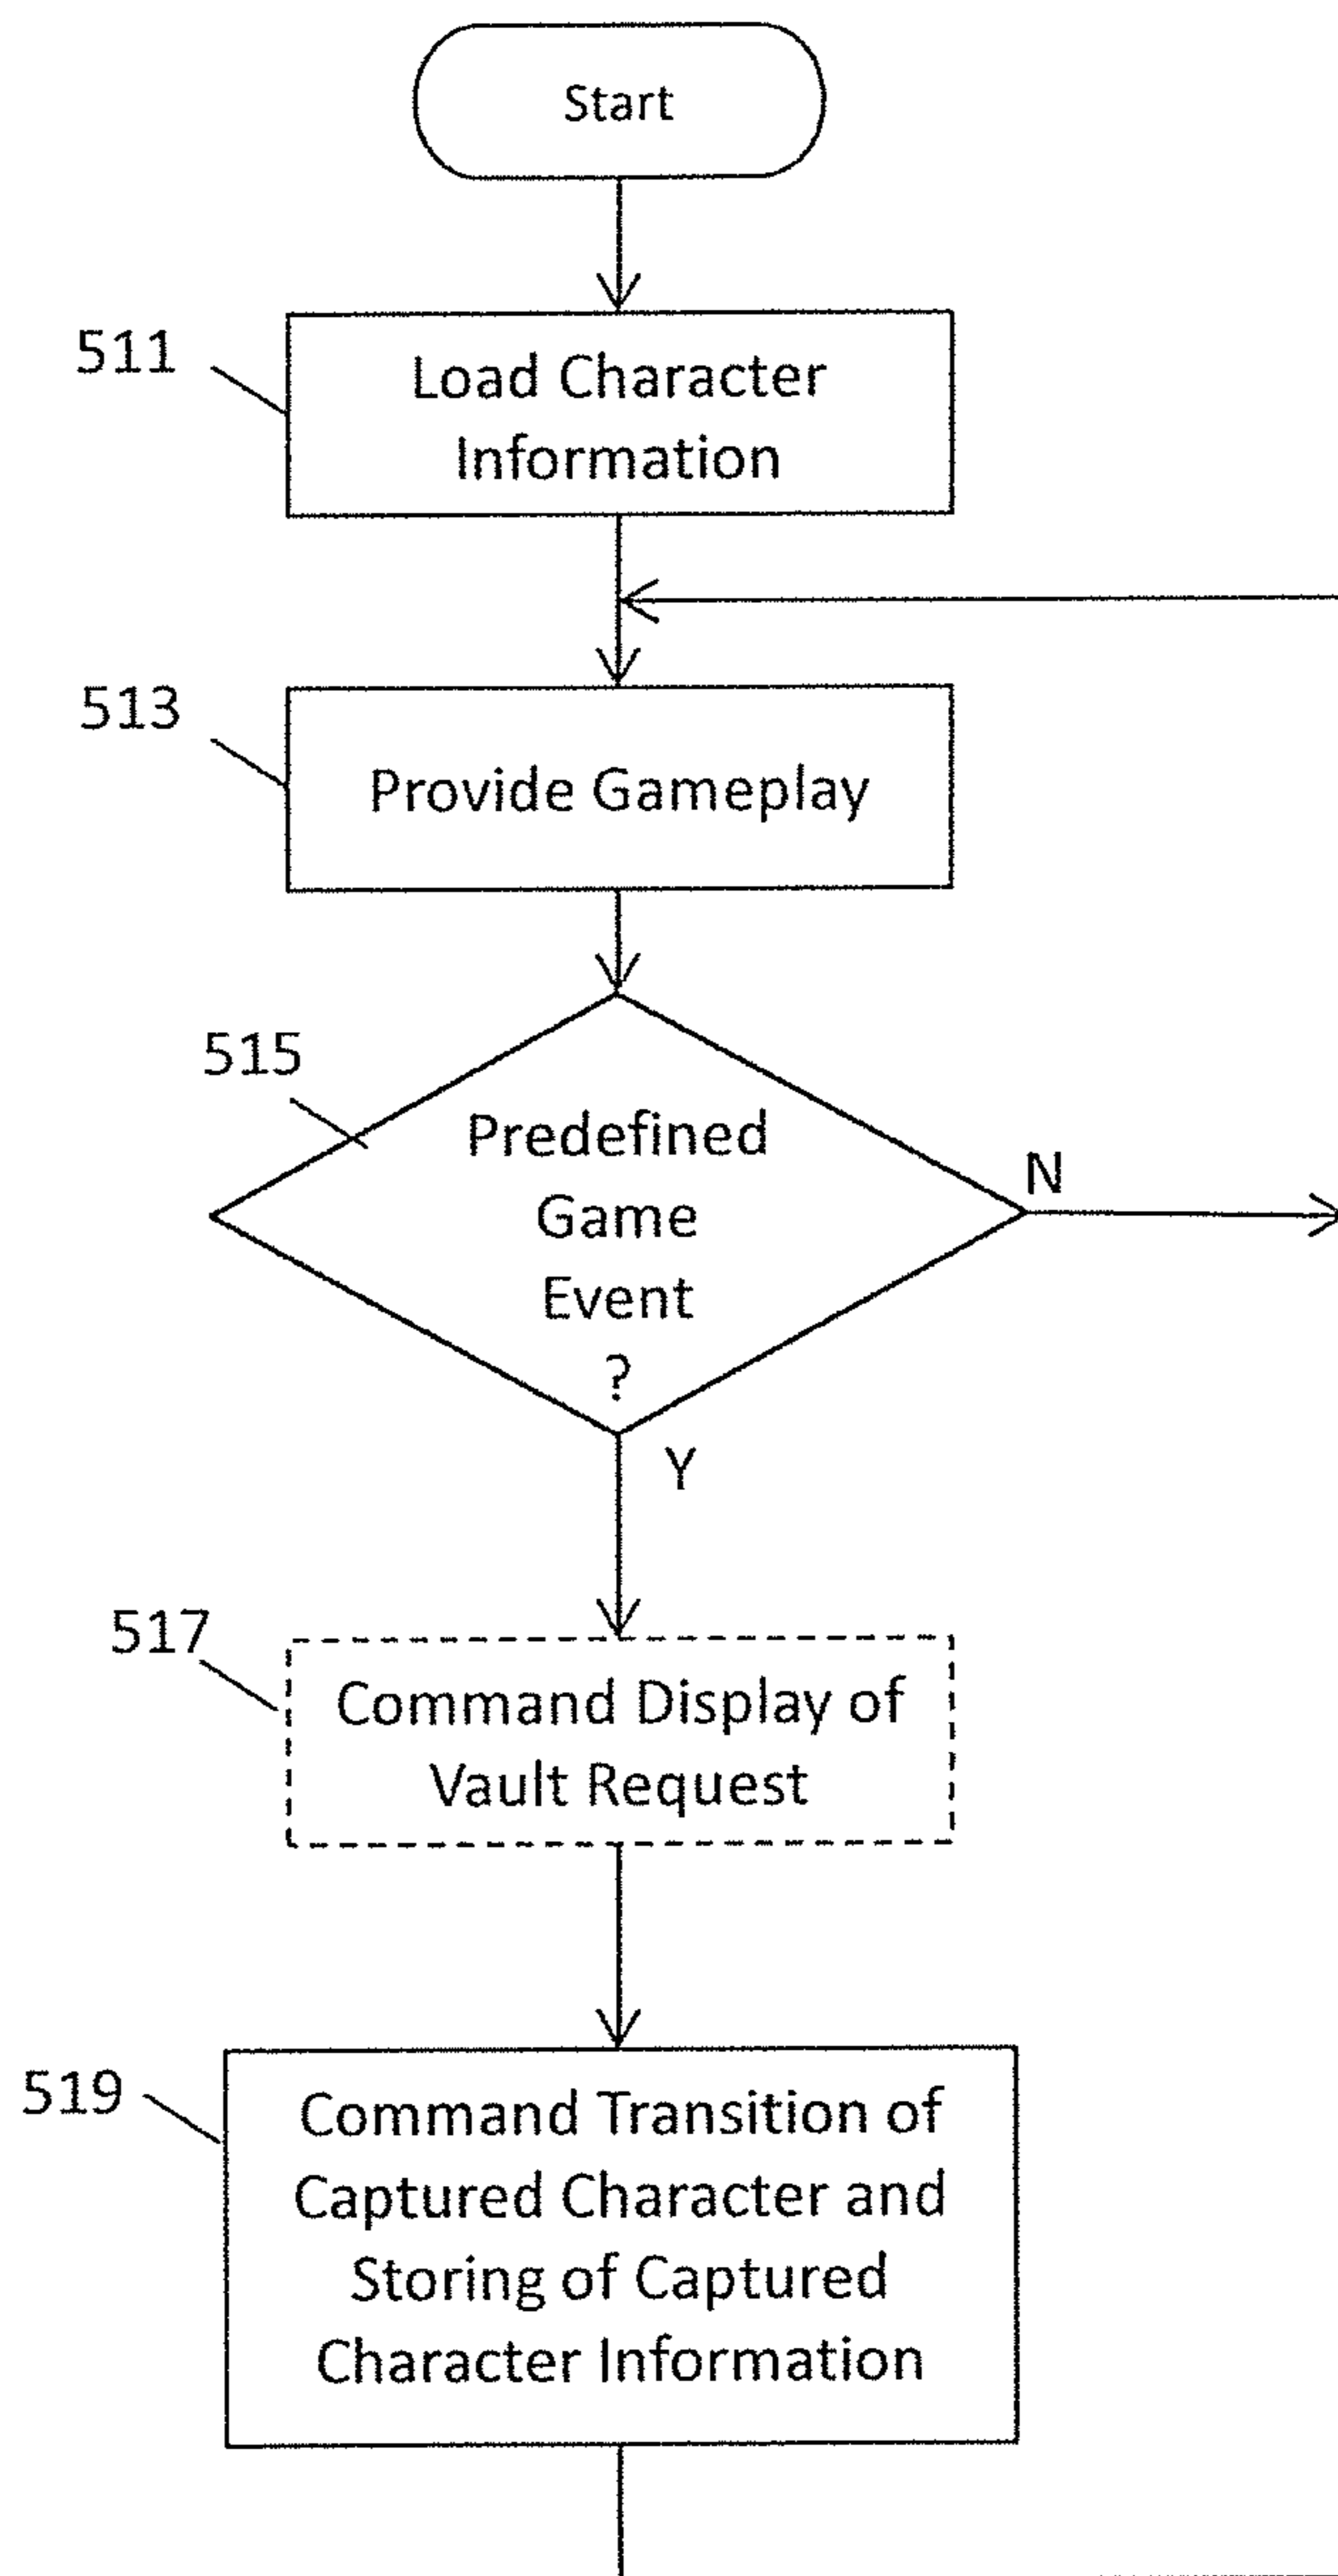 Start
511
Load Character
Information
513
Provide Gameplay
515
Predefined
Game
Event
?
N
Y
517
Command Display of
Vault Request
519
Command Transition of
Captured Character and
Storing of Captured
Character Information